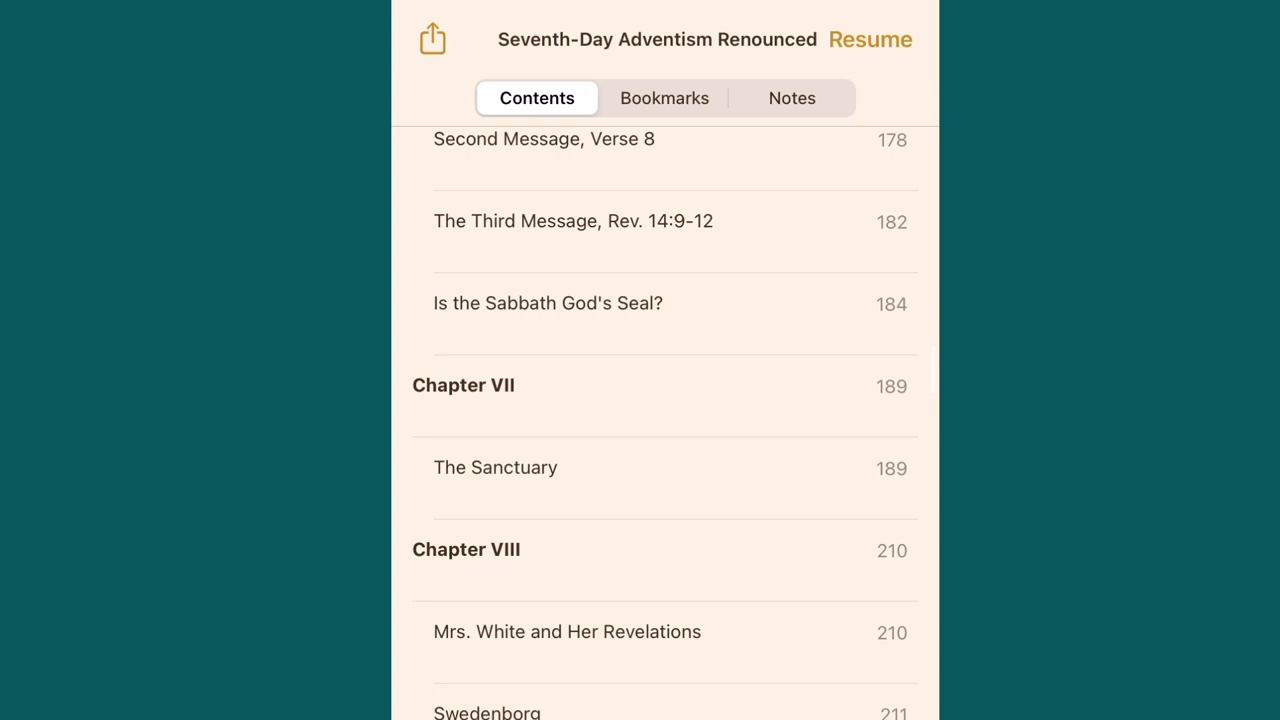 Seventh-Day Adventism Renounced Resume
Contents Bookmarks Notes
Second Message, Verse 8 178
The Third Message, Rev. 14:9-12 182
Is the Sabbath God's Seal? 184
Chapter VII 189
The Sanctuary 189
Chapter VIII 210
Mrs. White and Her Revelations 210
Swedenborg 211